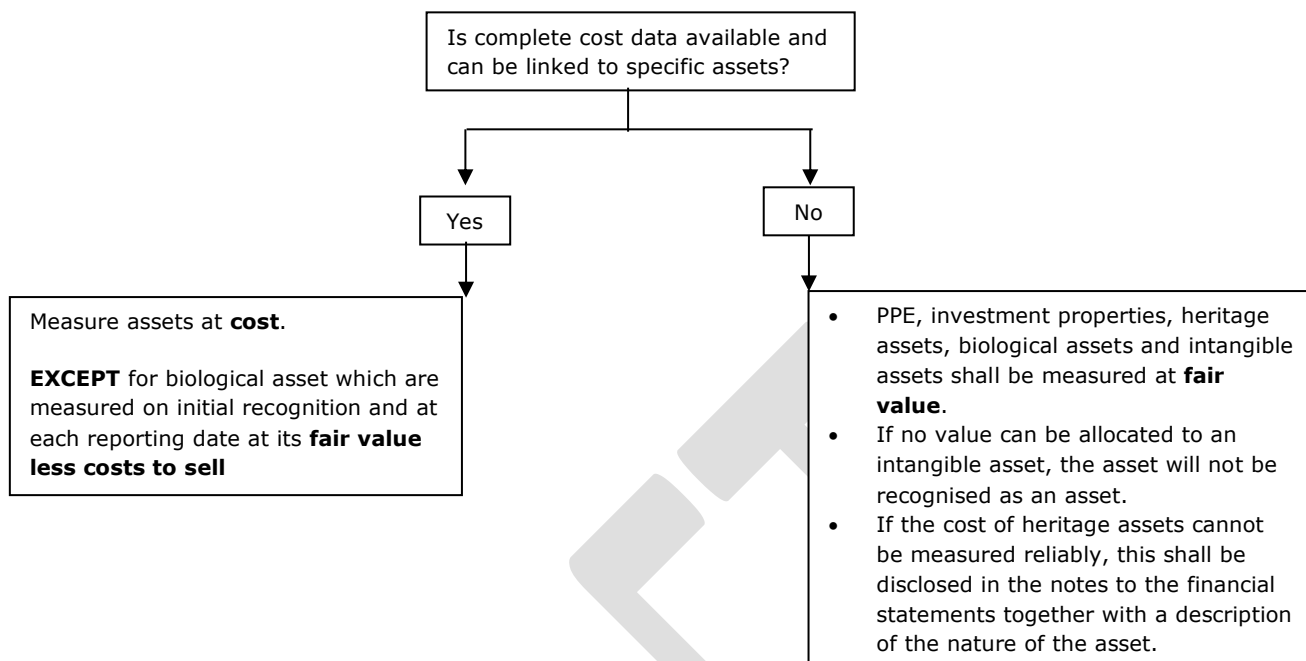 Is complete cost data available and
can be linked to specific assets?
Yes
No
Measure assets at cost.
EXCEPT for biological asset which are
measured on initial recognition and at
each reporting date at its fair value
less costs to sell
• PPE, investment properties, heritage
assets, biological assets and intangible
assets shall be measured at fair
value.
• If no value can be allocated to an
intangible asset, the asset will not be
recognised as an asset.
• If the cost of heritage assets cannot
be measured reliably, this shall be
disclosed in the notes to the financial
statements together with a description
of the nature of the asset.